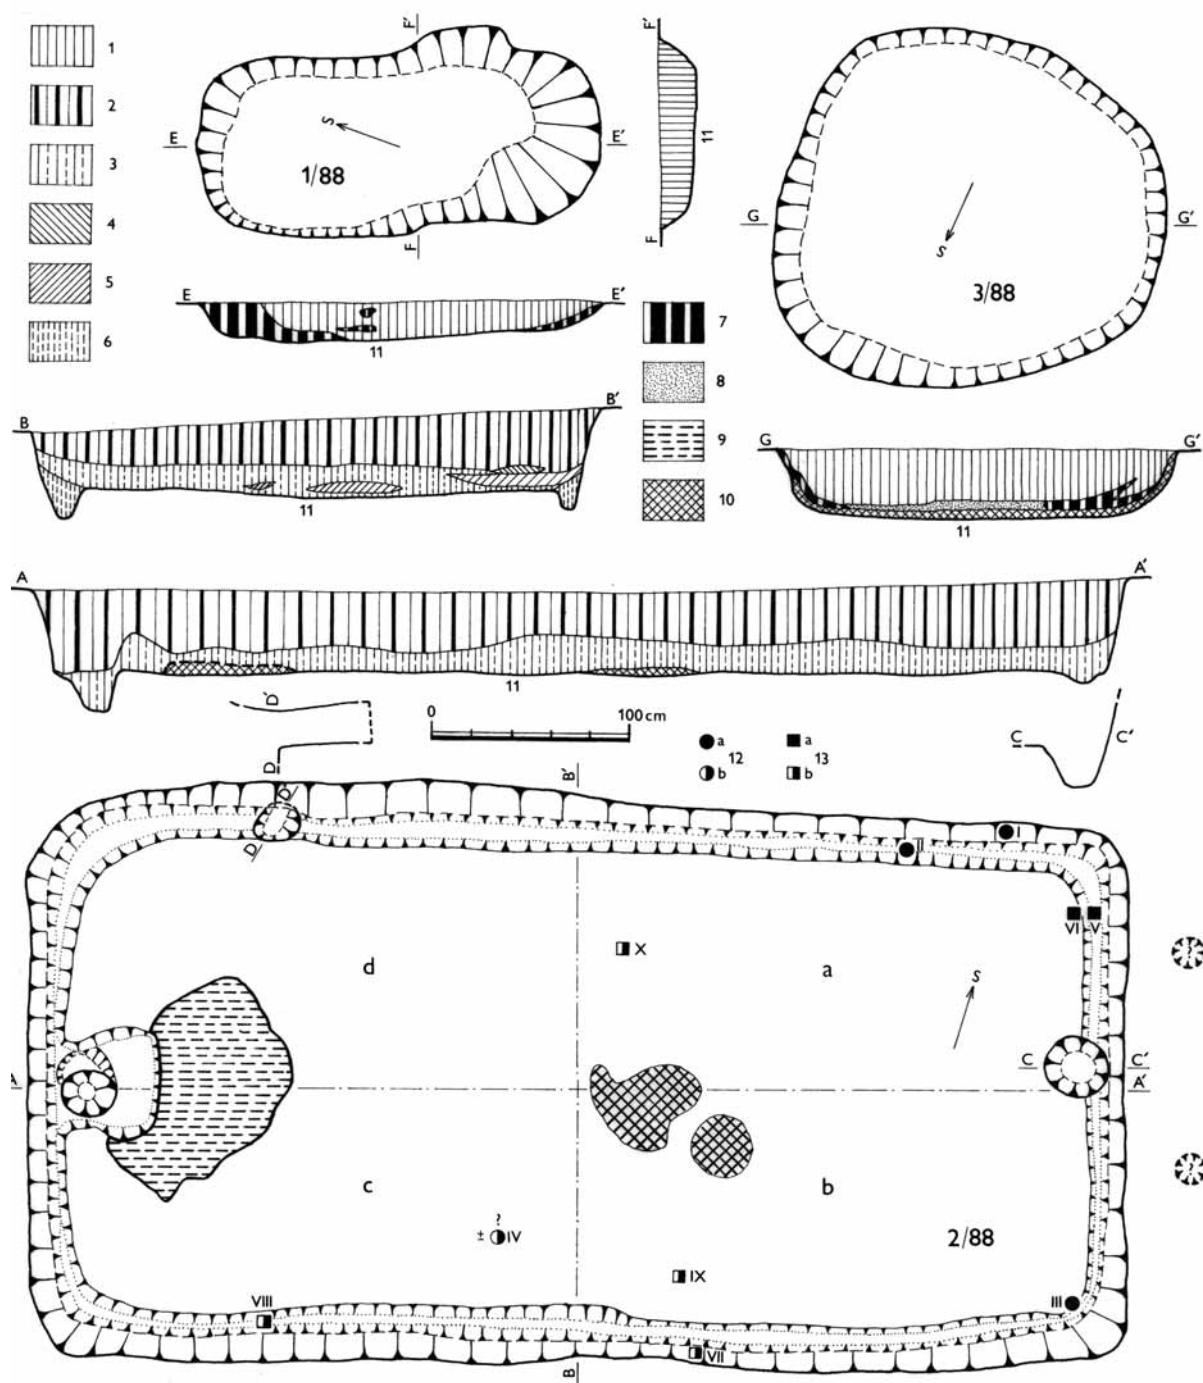 1
2
3
4
5
6
E
E'
F'
F
S
1/88
F'
F
11
G
G'
S
3/88
E
E'
11
7
8
9
10
B
B'
11
G
G'
11
A
A'
11
D'
D
0
100 cm
a
12
b
a
13
b
C
C'
B'
D'
D
I
II
VI
V
X
d
a
S
C
C'
A'
A
c
b
?
±
IV
2/88
IX
III
VIII
VII
B
?
?